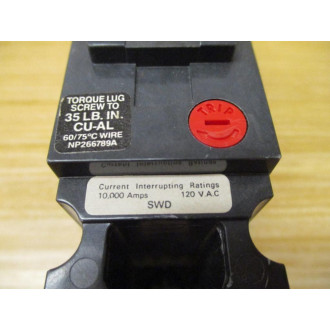 TORQUE LUG
SCREW TO
35 LB. IN.
CU-AL
60/75°C WIRE
NP266789A
TRIP
Current Interrupting Ratings
10,000 Amps 120 V.A.C
SWD